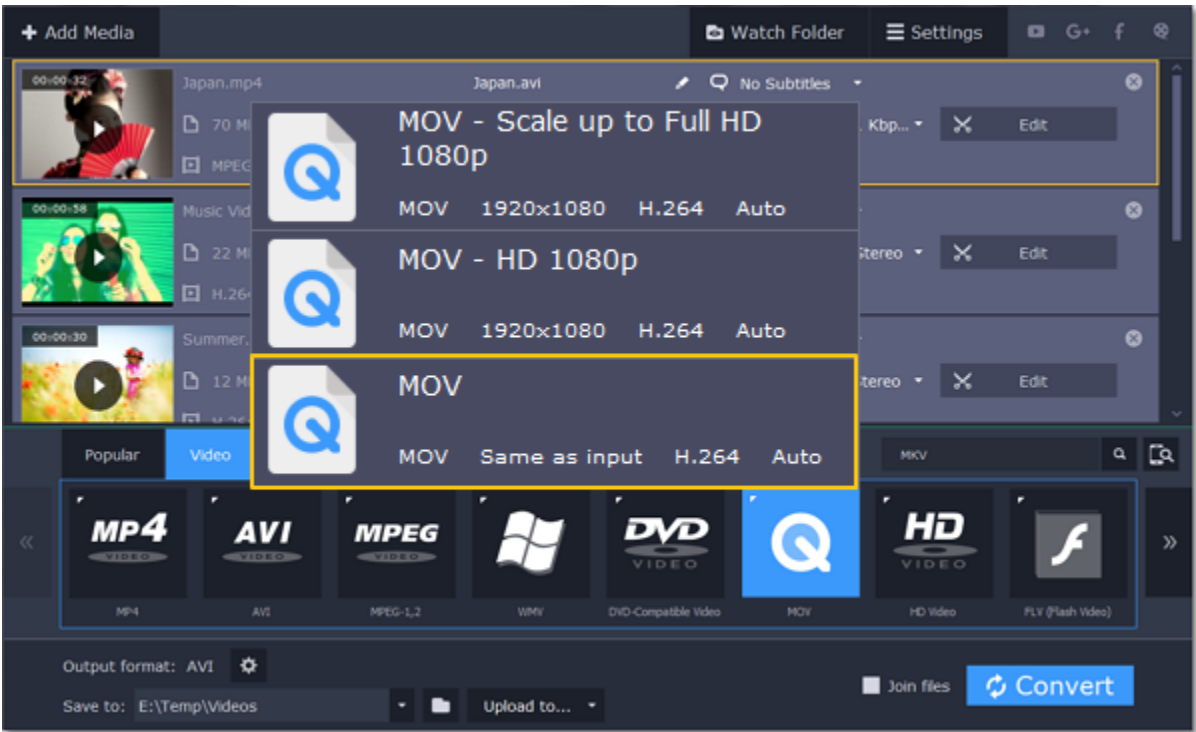 Add Media
Watch Folder
Settings
G+
f
00:00:32
Japan.mp4
Japan.avi
No Subtitles
70 M
MPEG
Kbp...
Edit
MOV - Scale up to Full HD
1080p
MOV 1920x1080 H.264 Auto
00:00:58
Music Vid
22 M
H.26
Stereo
Edit
MOV - HD 1080p
MOV 1920x1080 H.264 Auto
00:00:30
Summer.
12 M
tereo
Edit
MOV
MOV Same as input H.264 Auto
Popular
Video
MKV
MP4
VIDEO
AVI
VIDEO
MPEG
VIDEO
DVD
VIDEO
HD
VIDEO
MP4
AVI
MPEG-1,2
WMV
DVD-Compatible Video
MOV
HD Video
FLV (Flash Video)
Output format: AVI
Save to: E:\Temp\Videos
Upload to...
Join files
Convert